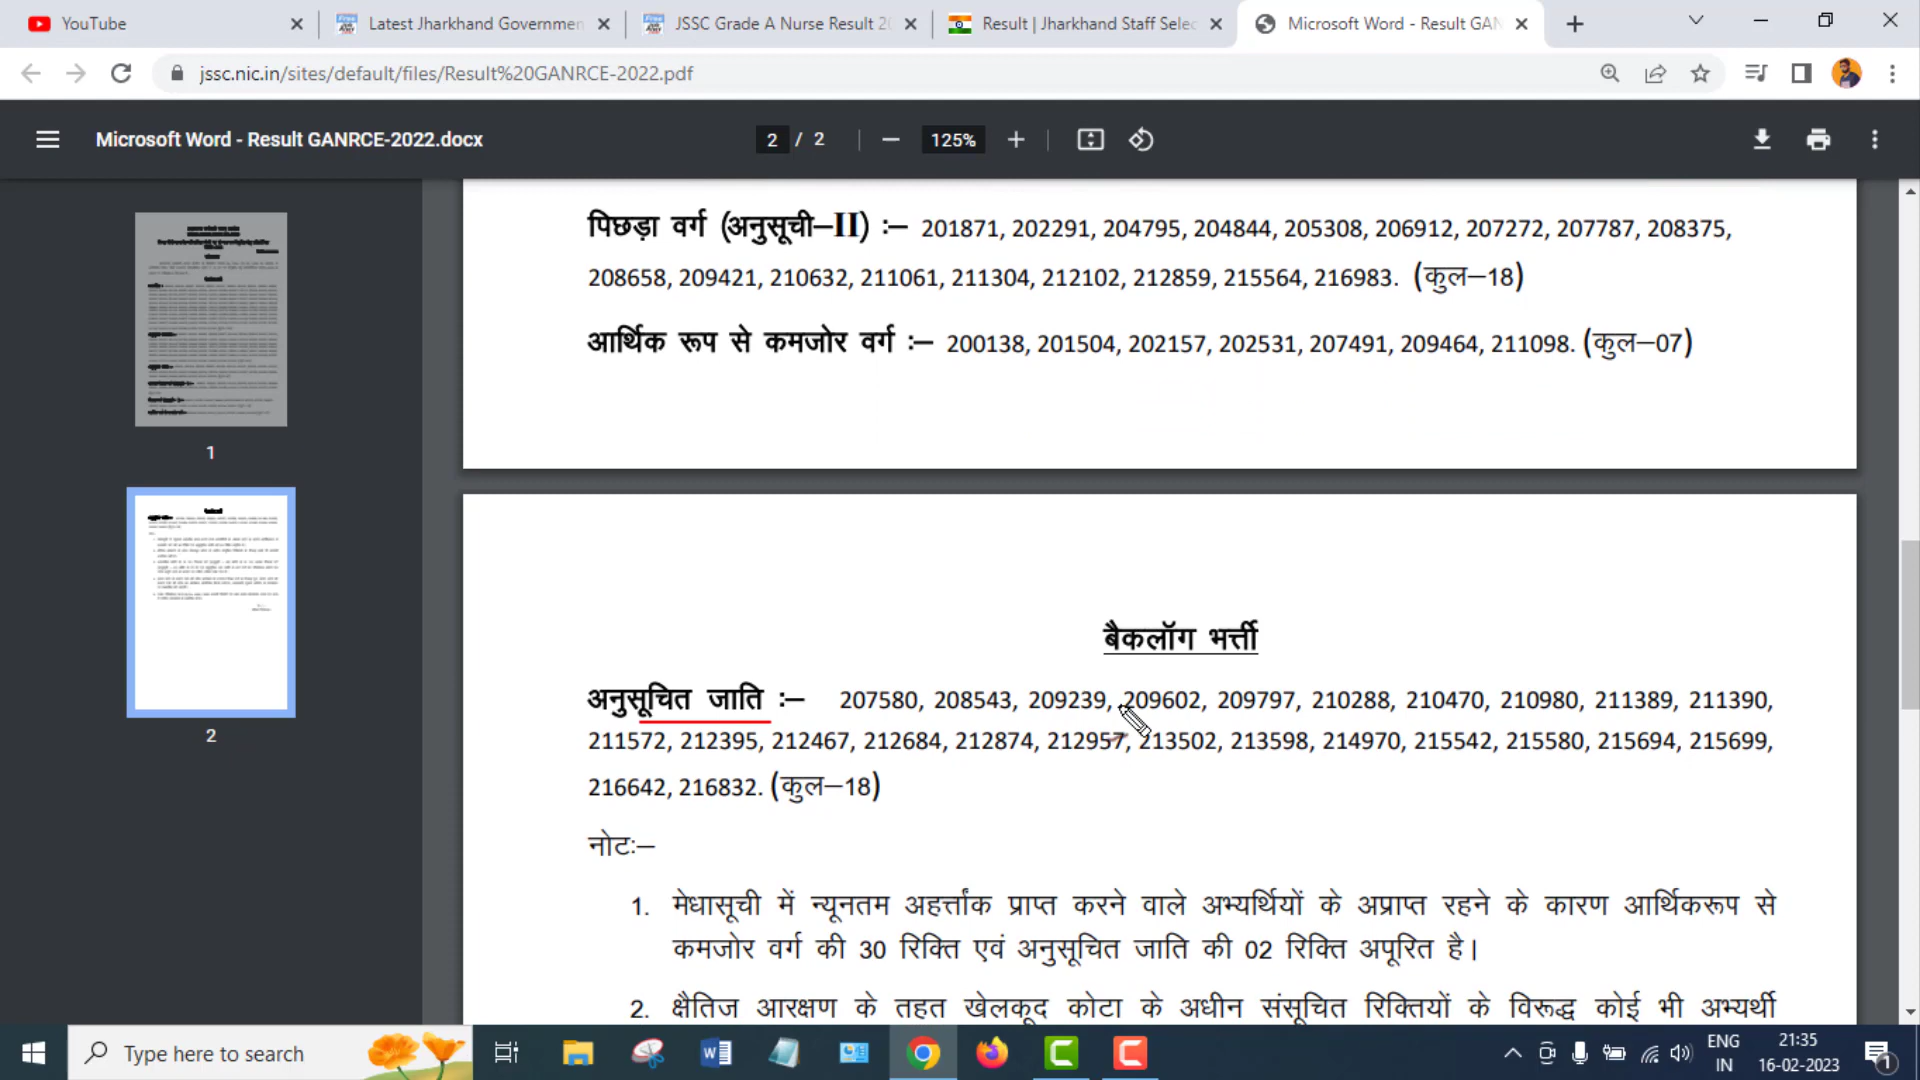 YouTube
Latest Jharkhand Governmen
JSSC Grade A Nurse Result 20
Result | Jharkhand Staff Selec
Microsoft Word - Result GAN
jssc.nic.in/sites/default/files/Result%20GANRCE-2022.pdf
Microsoft Word - Result GANRCE-2022.docx
2 / 2
125%
पिछड़ा वर्ग (अनुसूची–II) :– 201871, 202291, 204795, 204844, 205308, 206912, 207272, 207787, 208375,
208658, 209421, 210632, 211061, 211304, 212102, 212859, 215564, 216983. (कुल–18)
आर्थिक रूप से कमजोर वर्ग :– 200138, 201504, 202157, 202531, 207491, 209464, 211098. (कुल–07)
1
2
बैकलॉग भर्त्ती
अनुसूचित जाति :– 207580, 208543, 209239, 209602, 209797, 210288, 210470, 210980, 211389, 211390,
211572, 212395, 212467, 212684, 212874, 212957, 213502, 213598, 214970, 215542, 215580, 215694, 215699,
216642, 216832. (कुल–18)
नोटः–
1. मेधासूची में न्यूनतम अहर्त्तांक प्राप्त करने वाले अभ्यर्थियों के अप्राप्त रहने के कारण आर्थिकरूप से
कमजोर वर्ग की 30 रिक्ति एवं अनुसूचित जाति की 02 रिक्ति अपूरित है।
2. क्षैतिज आरक्षण के तहत खेलकूद कोटा के अधीन संसूचित रिक्तियों के विरूद्ध कोई भी अभ्यर्थी
Type here to search
ENG
IN
21:35
16-02-2023
1